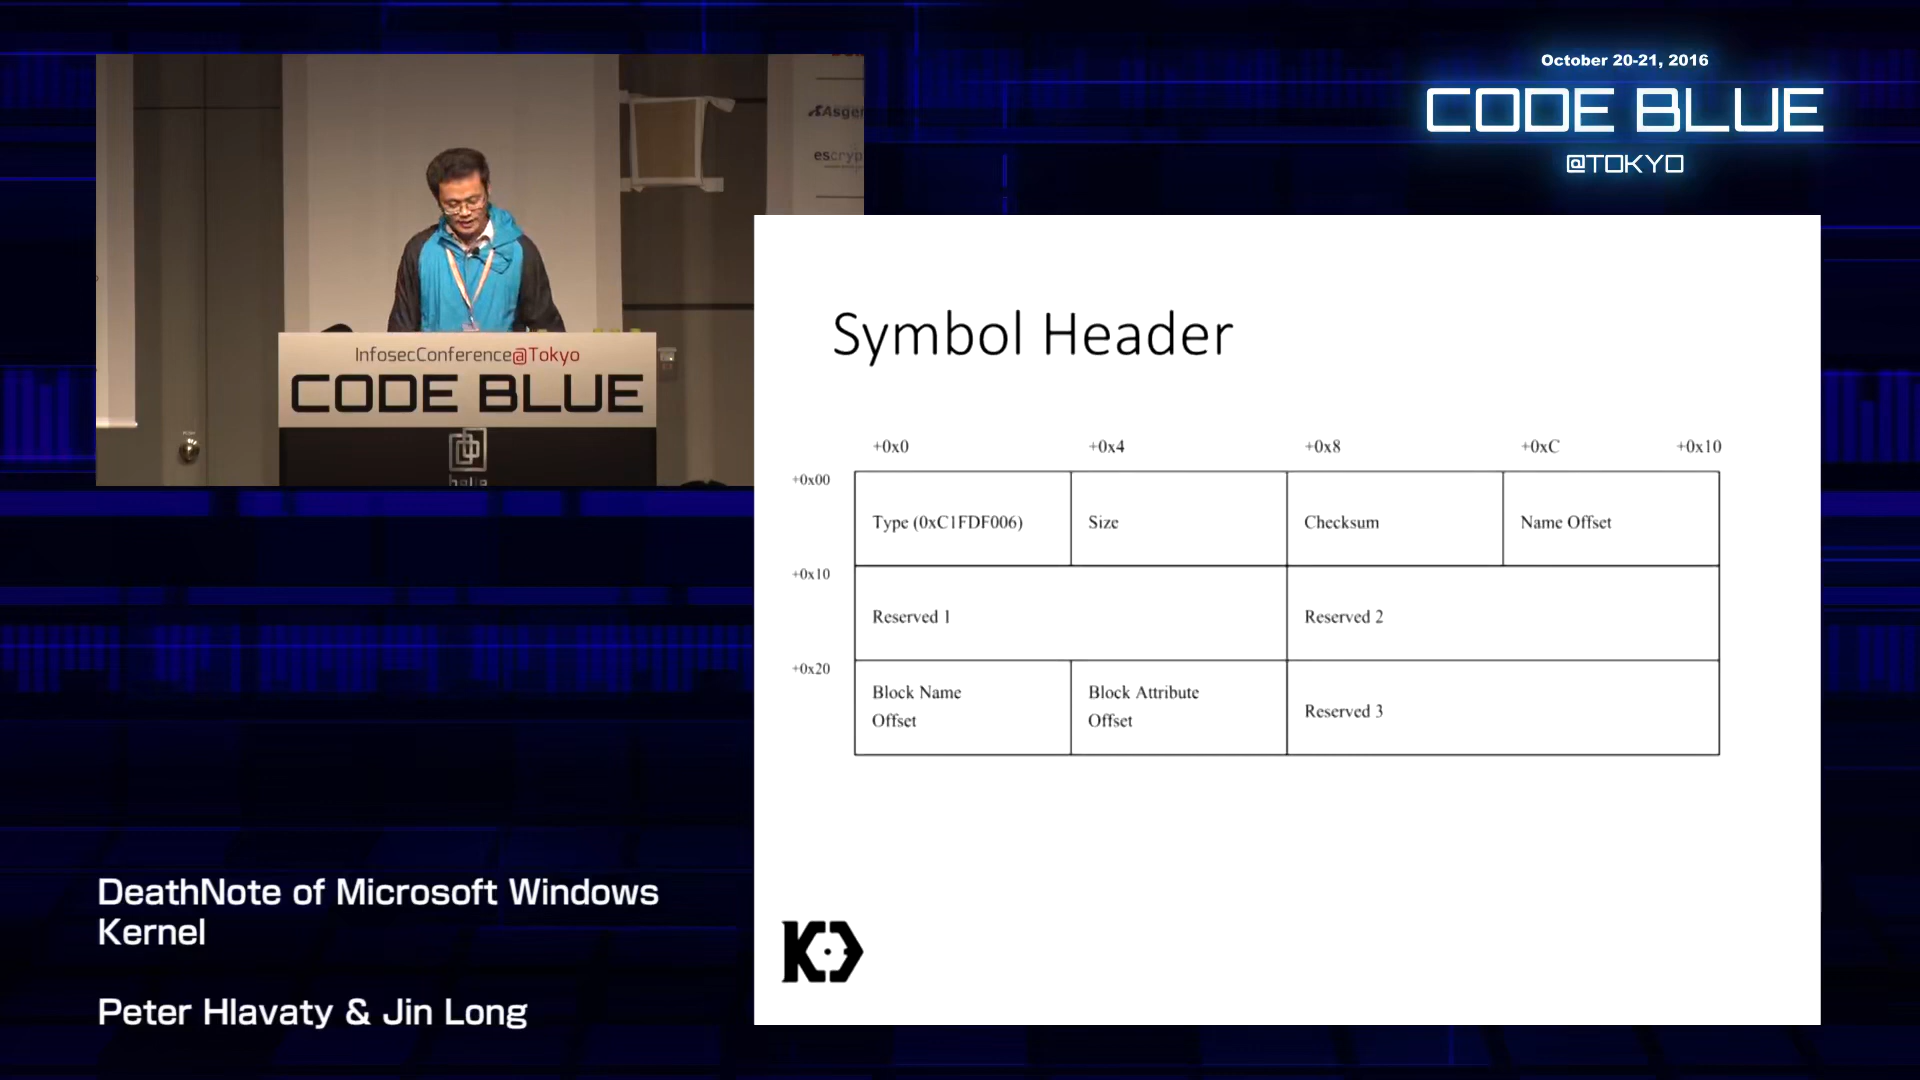 October 20-21, 2016
CODE BLUE
@TOKYO
InfosecConference@Tokyo
CODE BLUE
Symbol Header
+0x0 +0x4 +0x8 +0xC +0x10
+0x00
Type (0xC1FDF006) Size Checksum Name Offset
+0x10
Reserved 1 Reserved 2
+0x20
Block Name
Offset
Block Attribute
Offset
Reserved 3
DeathNote of Microsoft Windows
Kernel
Peter Hlavaty & Jin Long